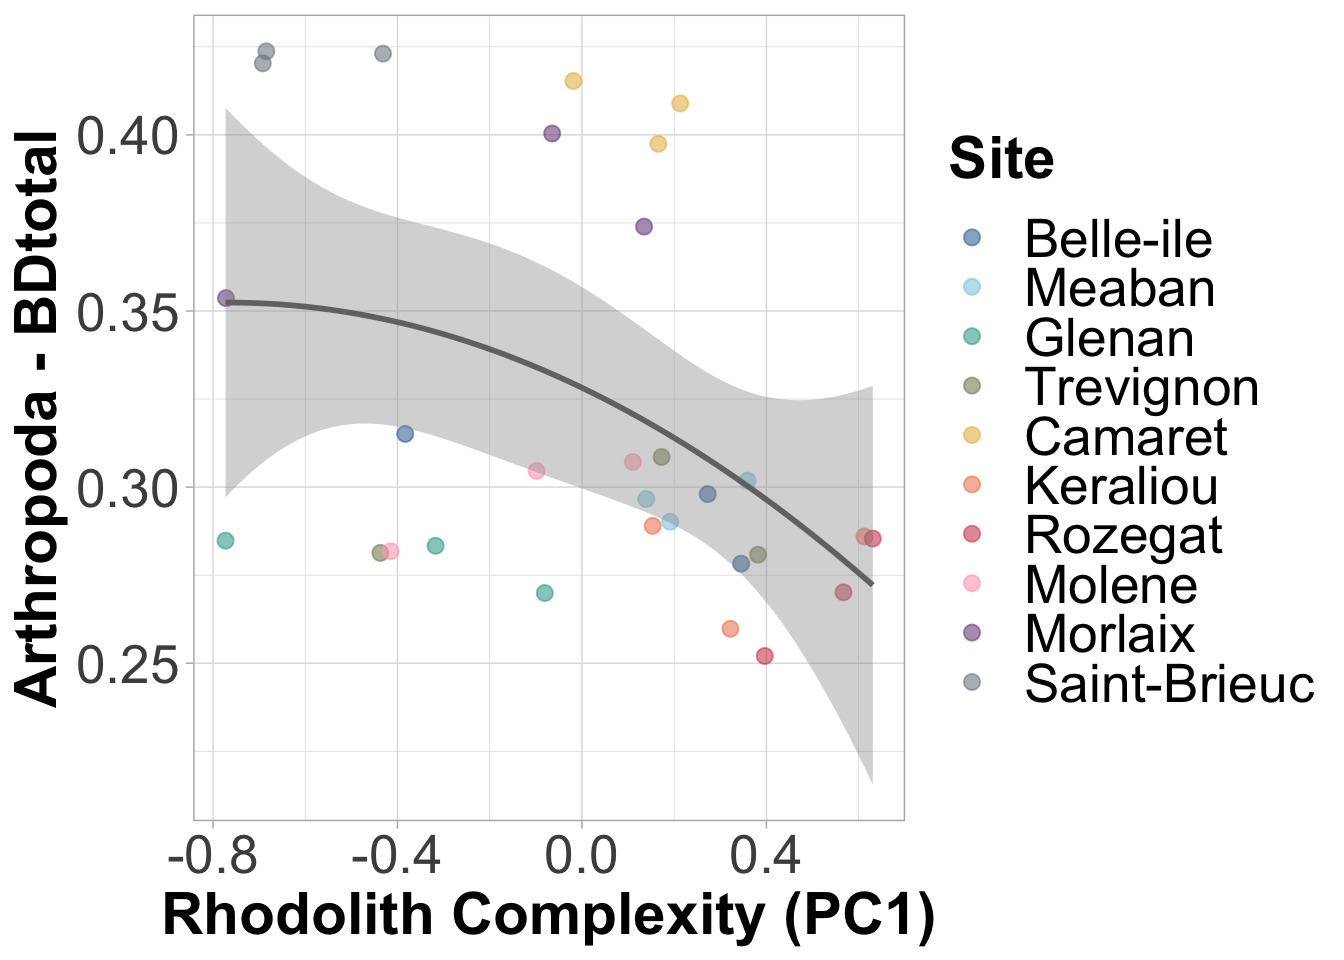 Arthropoda - BDtotal
0.40
0.35
0.30
0.25
-0.8
-0.4
0.0
0.4
Rhodolith Complexity (PC1)
Site
Belle-ile
Meaban
Glenan
Trevignon
Camaret
Keraliou
Rozegat
Molene
Morlaix
Saint-Brieuc